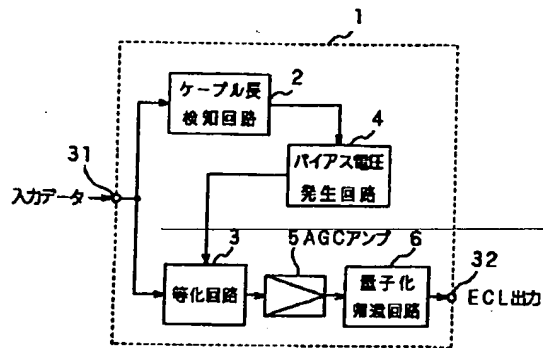 1
2
ケーブル長
検知回路
4
31
バイアス電圧
発生回路
入力データ
3
5 AGCアンプ
6
32
等化回路
量子化
帰還回路
ECL出力